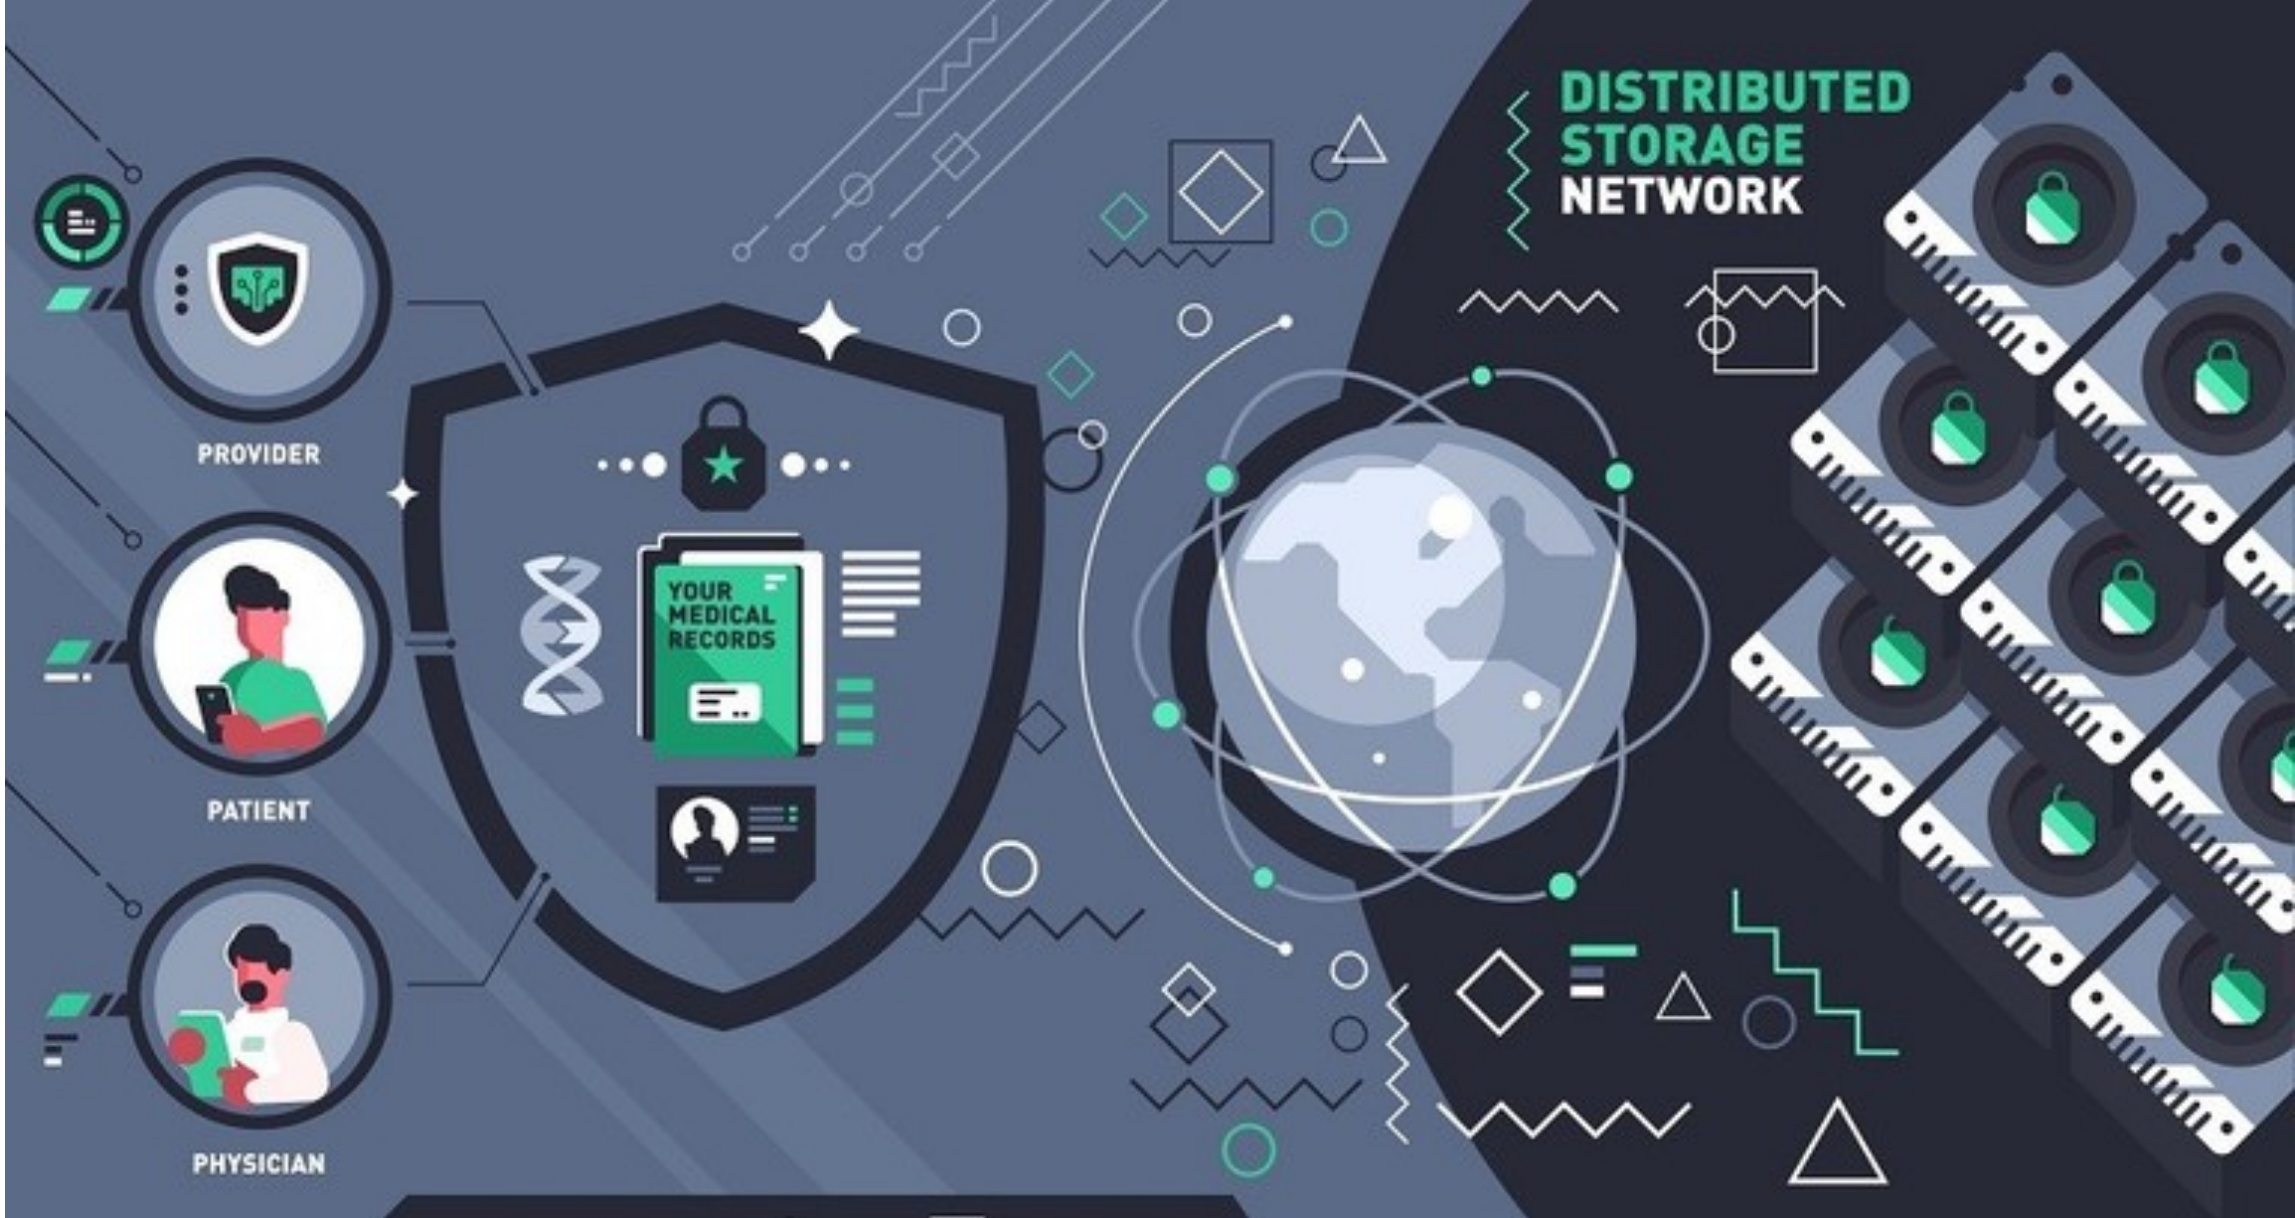 DISTRIBUTED
STORAGE
NETWORK
PROVIDER
YOUR
MEDICAL
RECORDS
PATIENT
PHYSICIAN